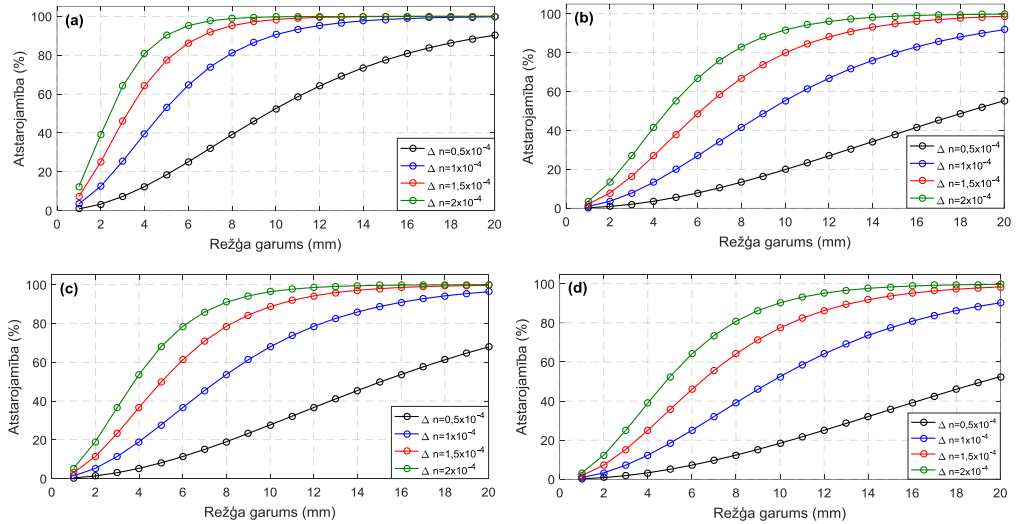 (a)
Atstarojamība (%)
100
80
60
40
20
0
Δ n=0,5x10⁻⁴
Δ n=1x10⁻⁴
Δ n=1,5x10⁻⁴
Δ n=2x10⁻⁴
2 4 6 8 10 12 14 16 18 20
Režģa garums (mm)
(b)
Atstarojamība (%)
100
80
60
40
20
0
Δ n=0,5x10⁻⁴
Δ n=1x10⁻⁴
Δ n=1,5x10⁻⁴
Δ n=2x10⁻⁴
0 2 4 6 8 10 12 14 16 18 20
Režģa garums (mm)
(c)
Atstarojamība (%)
100
80
60
40
20
0
Δ n=0,5x10⁻⁴
Δ n=1x10⁻⁴
Δ n=1,5x10⁻⁴
Δ n=2x10⁻⁴
0 2 4 6 8 10 12 14 16 18 20
Režģa garums (mm)
(d)
Atstarojamība (%)
100
80
60
40
20
0
Δ n=0,5x10⁻⁴
Δ n=1x10⁻⁴
Δ n=1,5x10⁻⁴
Δ n=2x10⁻⁴
0 2 4 6 8 10 12 14 16 18 20
Režģa garums (mm)